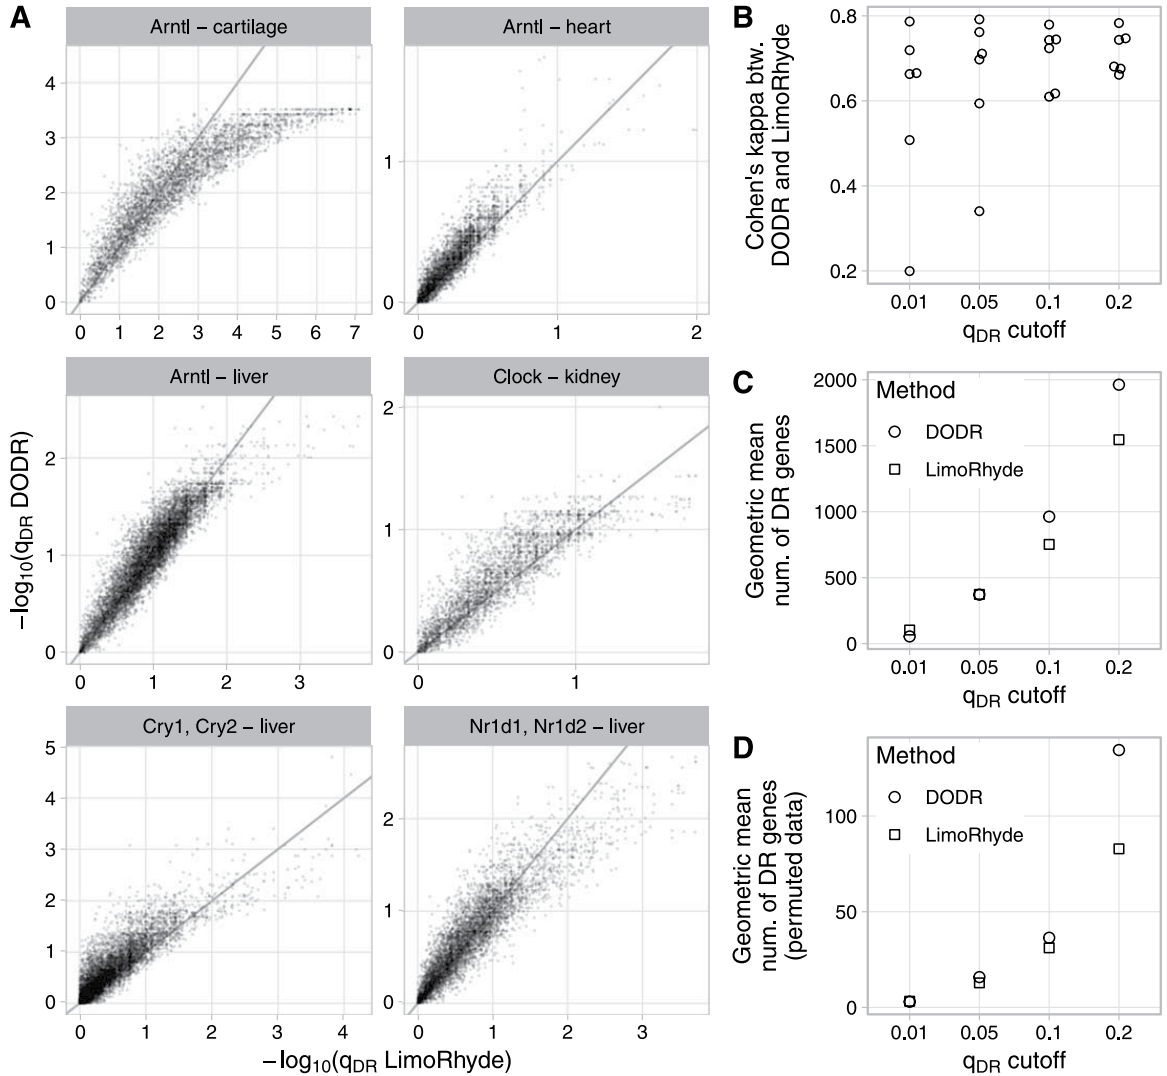 A
Arntl – cartilage
Arntl – heart
4
3
2
1
0
0 1 2 3 4 5 6 7
1
0
0 1 2
Arntl – liver
Clock – kidney
2
1
0
0 1 2 3
2
1
0
0 1
Cry1, Cry2 – liver
Nr1d1, Nr1d2 – liver
5
4
3
2
1
0
0 1 2 3 4
2
1
0
0 1 2 3
−log10(qDR DODR)
−log10(qDR LimoRhyde)
B
Cohen's kappa btw.
DODR and LimoRhyde
0.8
0.6
0.4
0.2
0.01 0.05 0.1 0.2
qDR cutoff
C
Geometric mean
num. of DR genes
2000
1500
1000
500
0
Method
DODR
LimoRhyde
0.01 0.05 0.1 0.2
qDR cutoff
D
Geometric mean
num. of DR genes
(permuted data)
100
50
0
Method
DODR
LimoRhyde
0.01 0.05 0.1 0.2
qDR cutoff